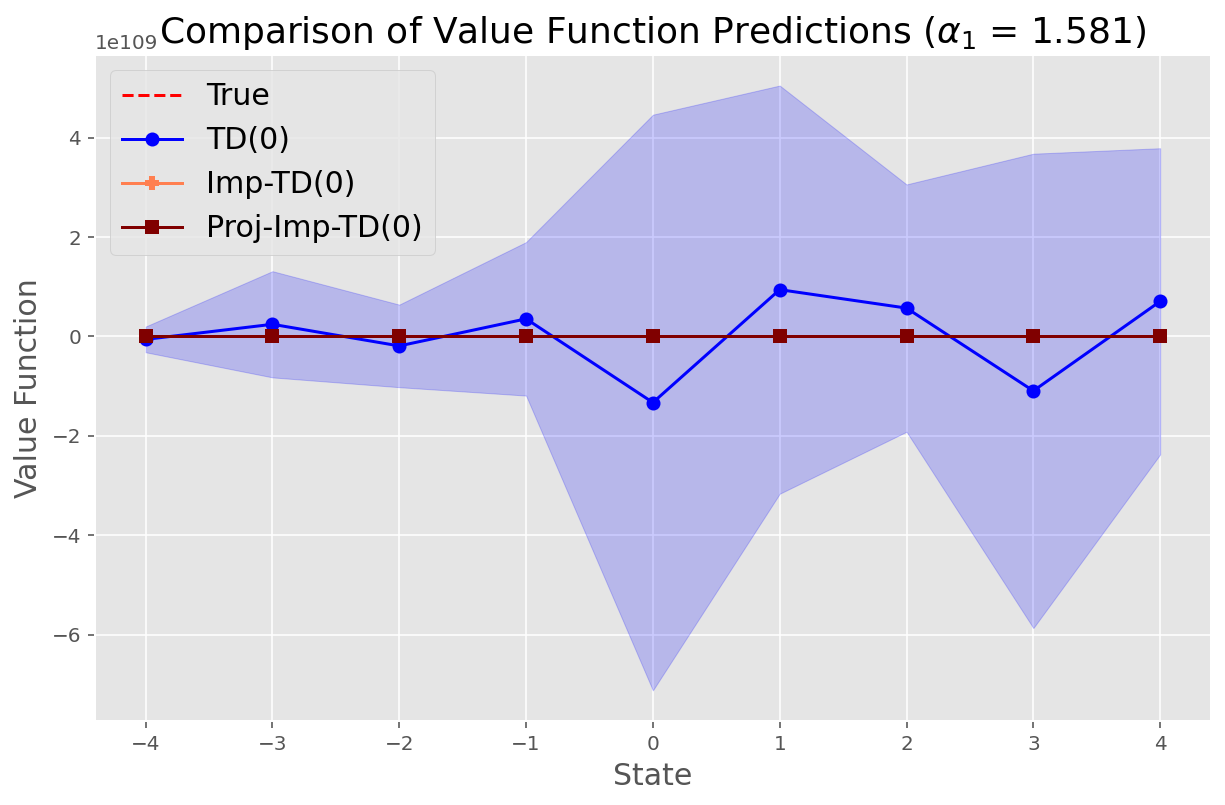 Comparison of Value Function Predictions (α₁ = 1.581)
1e109
True
TD(0)
Imp-TD(0)
Proj-Imp-TD(0)
4
2
0
−2
−4
−6
Value Function
−4 −3 −2 −1 0 1 2 3 4
State